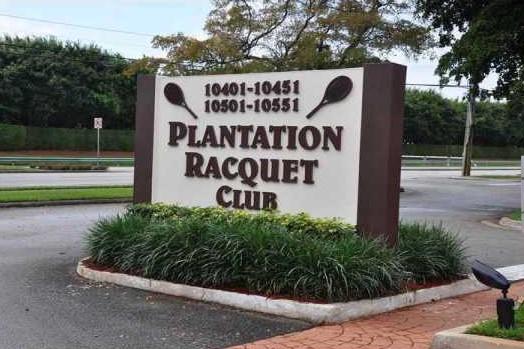 10401-10451
10501-10551
PLANTATION
RACQUET
CLUB